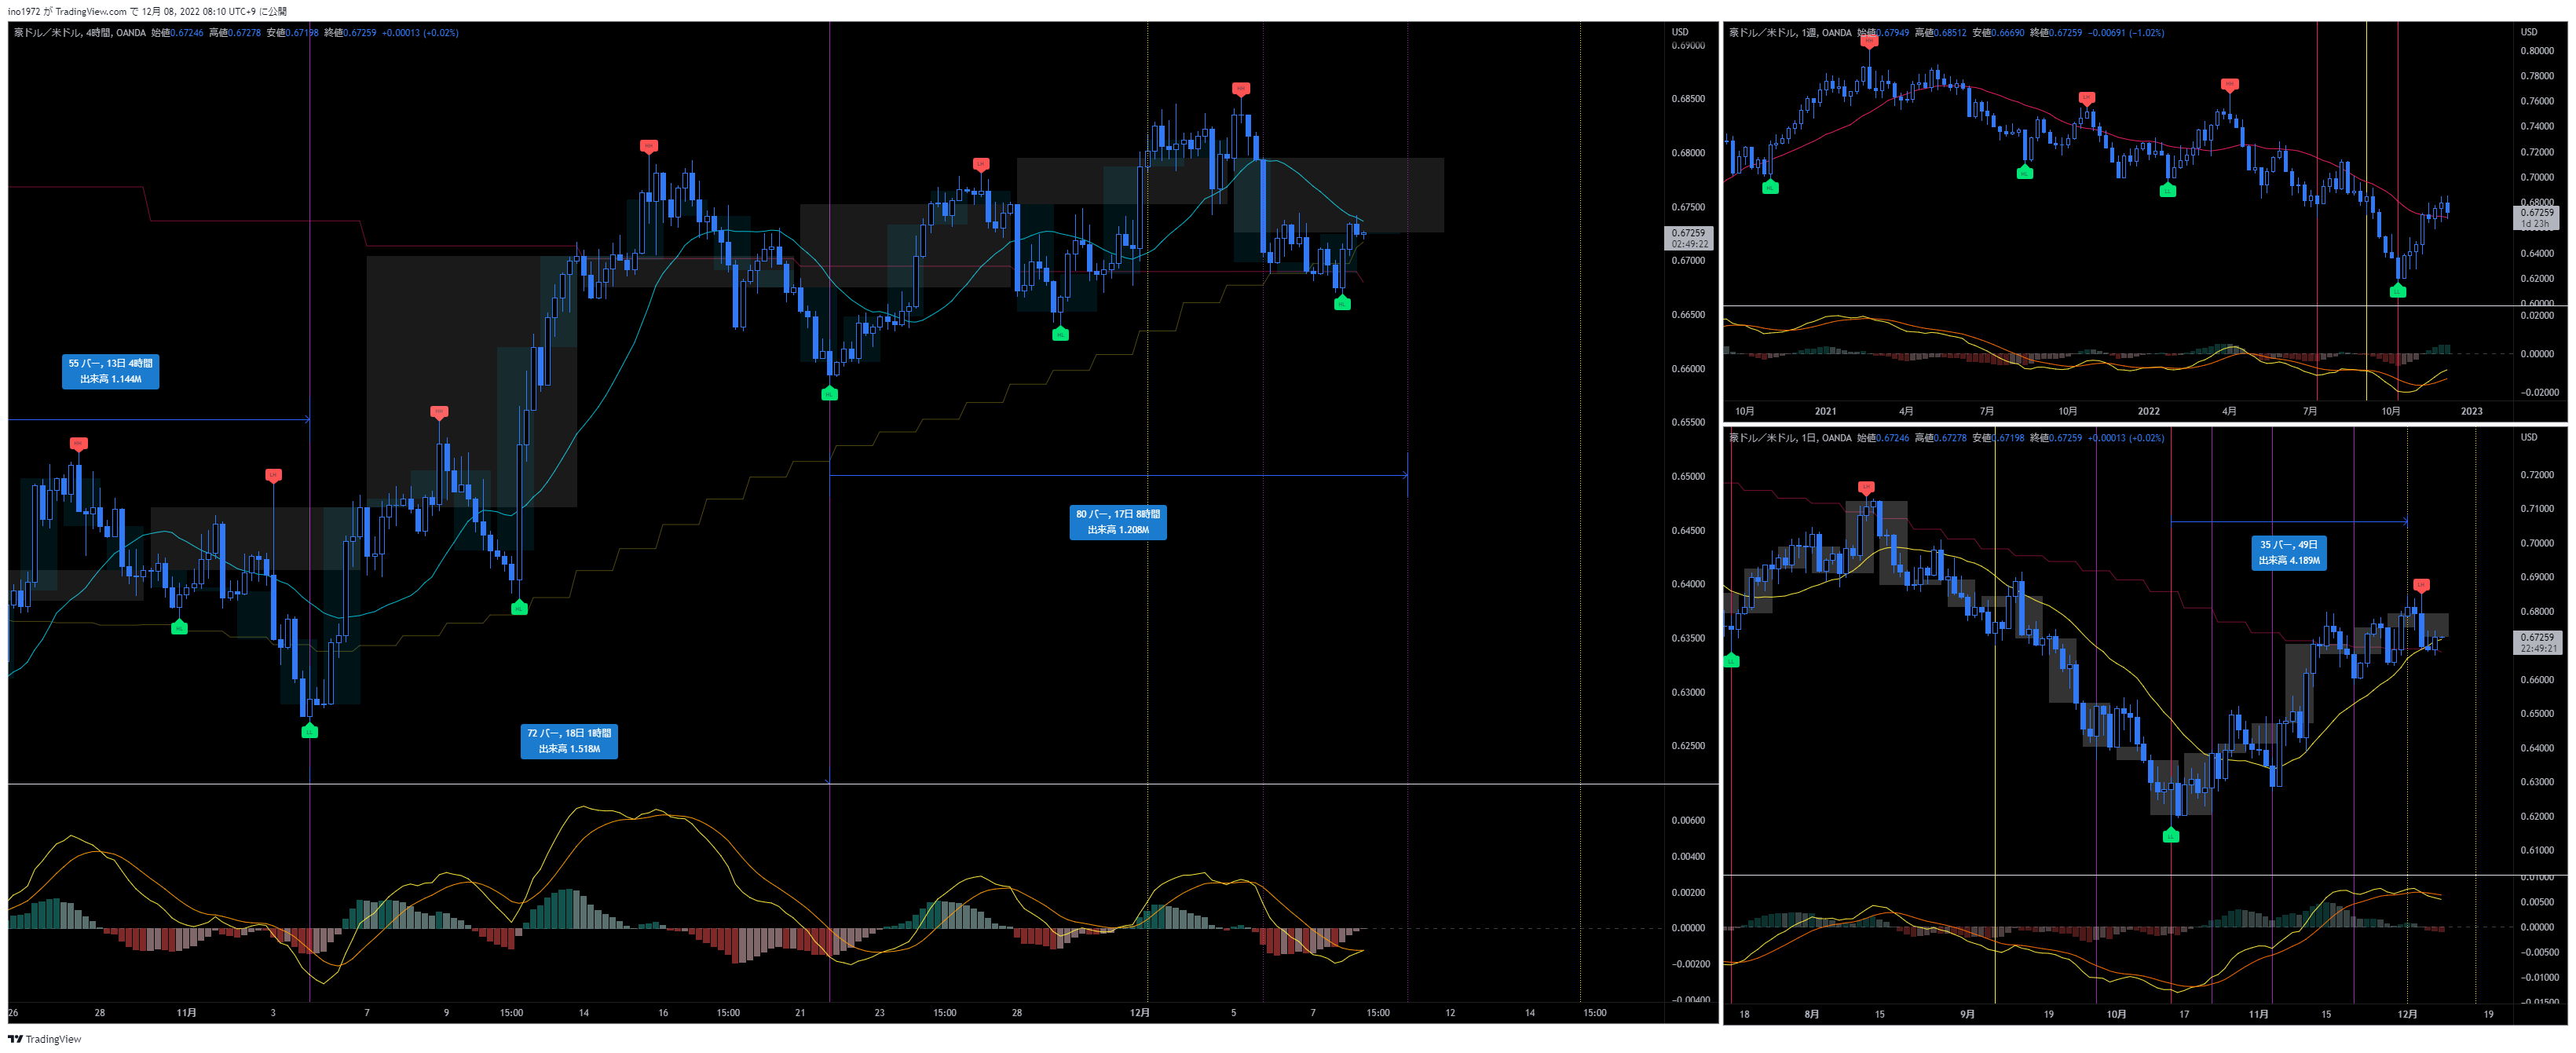 ino1972 が TradingView.com で 12月 08, 2022 08:10 UTC+9 に公開
豪ドル／米ドル, 4時間, OANDA 始値0.67246 高値0.67278 安値0.67198 終値0.67259 +0.00013 (+0.02%)
USD
0.69000
0.68500
0.68000
0.67500
0.67259
02:49:22
0.67000
0.66500
0.66000
0.65500
0.65000
0.64500
0.64000
0.63500
0.63000
0.62500
55 バー, 13日 4時間
出来高 1.144M
80 バー, 17日 8時間
出来高 1.208M
72 バー, 18日 1時間
出来高 1.518M
0.00600
0.00400
0.00200
0.00000
−0.00200
−0.00400
26 28 11月 3 7 9 15:00 14 16 15:00 21 23 15:00 28 12月 5 7 15:00 12 14 15:00
豪ドル／米ドル, 1週, OANDA 始値0.67949 高値0.68512 安値0.66690 終値0.67259 −0.00691 (−1.02%)
USD
0.80000
0.78000
0.76000
0.74000
0.72000
0.70000
0.68000
0.67259
1d 23h
0.64000
0.62000
0.60000
0.02000
0.00000
−0.02000
10月 2021 4月 7月 10月 2022 4月 7月 10月 2023
豪ドル／米ドル, 1日, OANDA 始値0.67246 高値0.67278 安値0.67198 終値0.67259 +0.00013 (+0.02%)
USD
0.72000
0.71000
0.70000
0.69000
0.68000
0.67259
22:49:21
0.66000
0.65000
0.64000
0.63000
0.62000
0.61000
35 バー, 49日
出来高 4.189M
0.01000
0.00500
0.00000
−0.00500
−0.01000
−0.01500
18 8月 15 9月 19 10月 17 11月 15 12月 19
TradingView